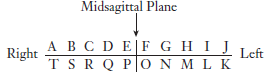 Midsagittal Plane
Right A B C D E F G H I J Left
T S R Q P O N M L K